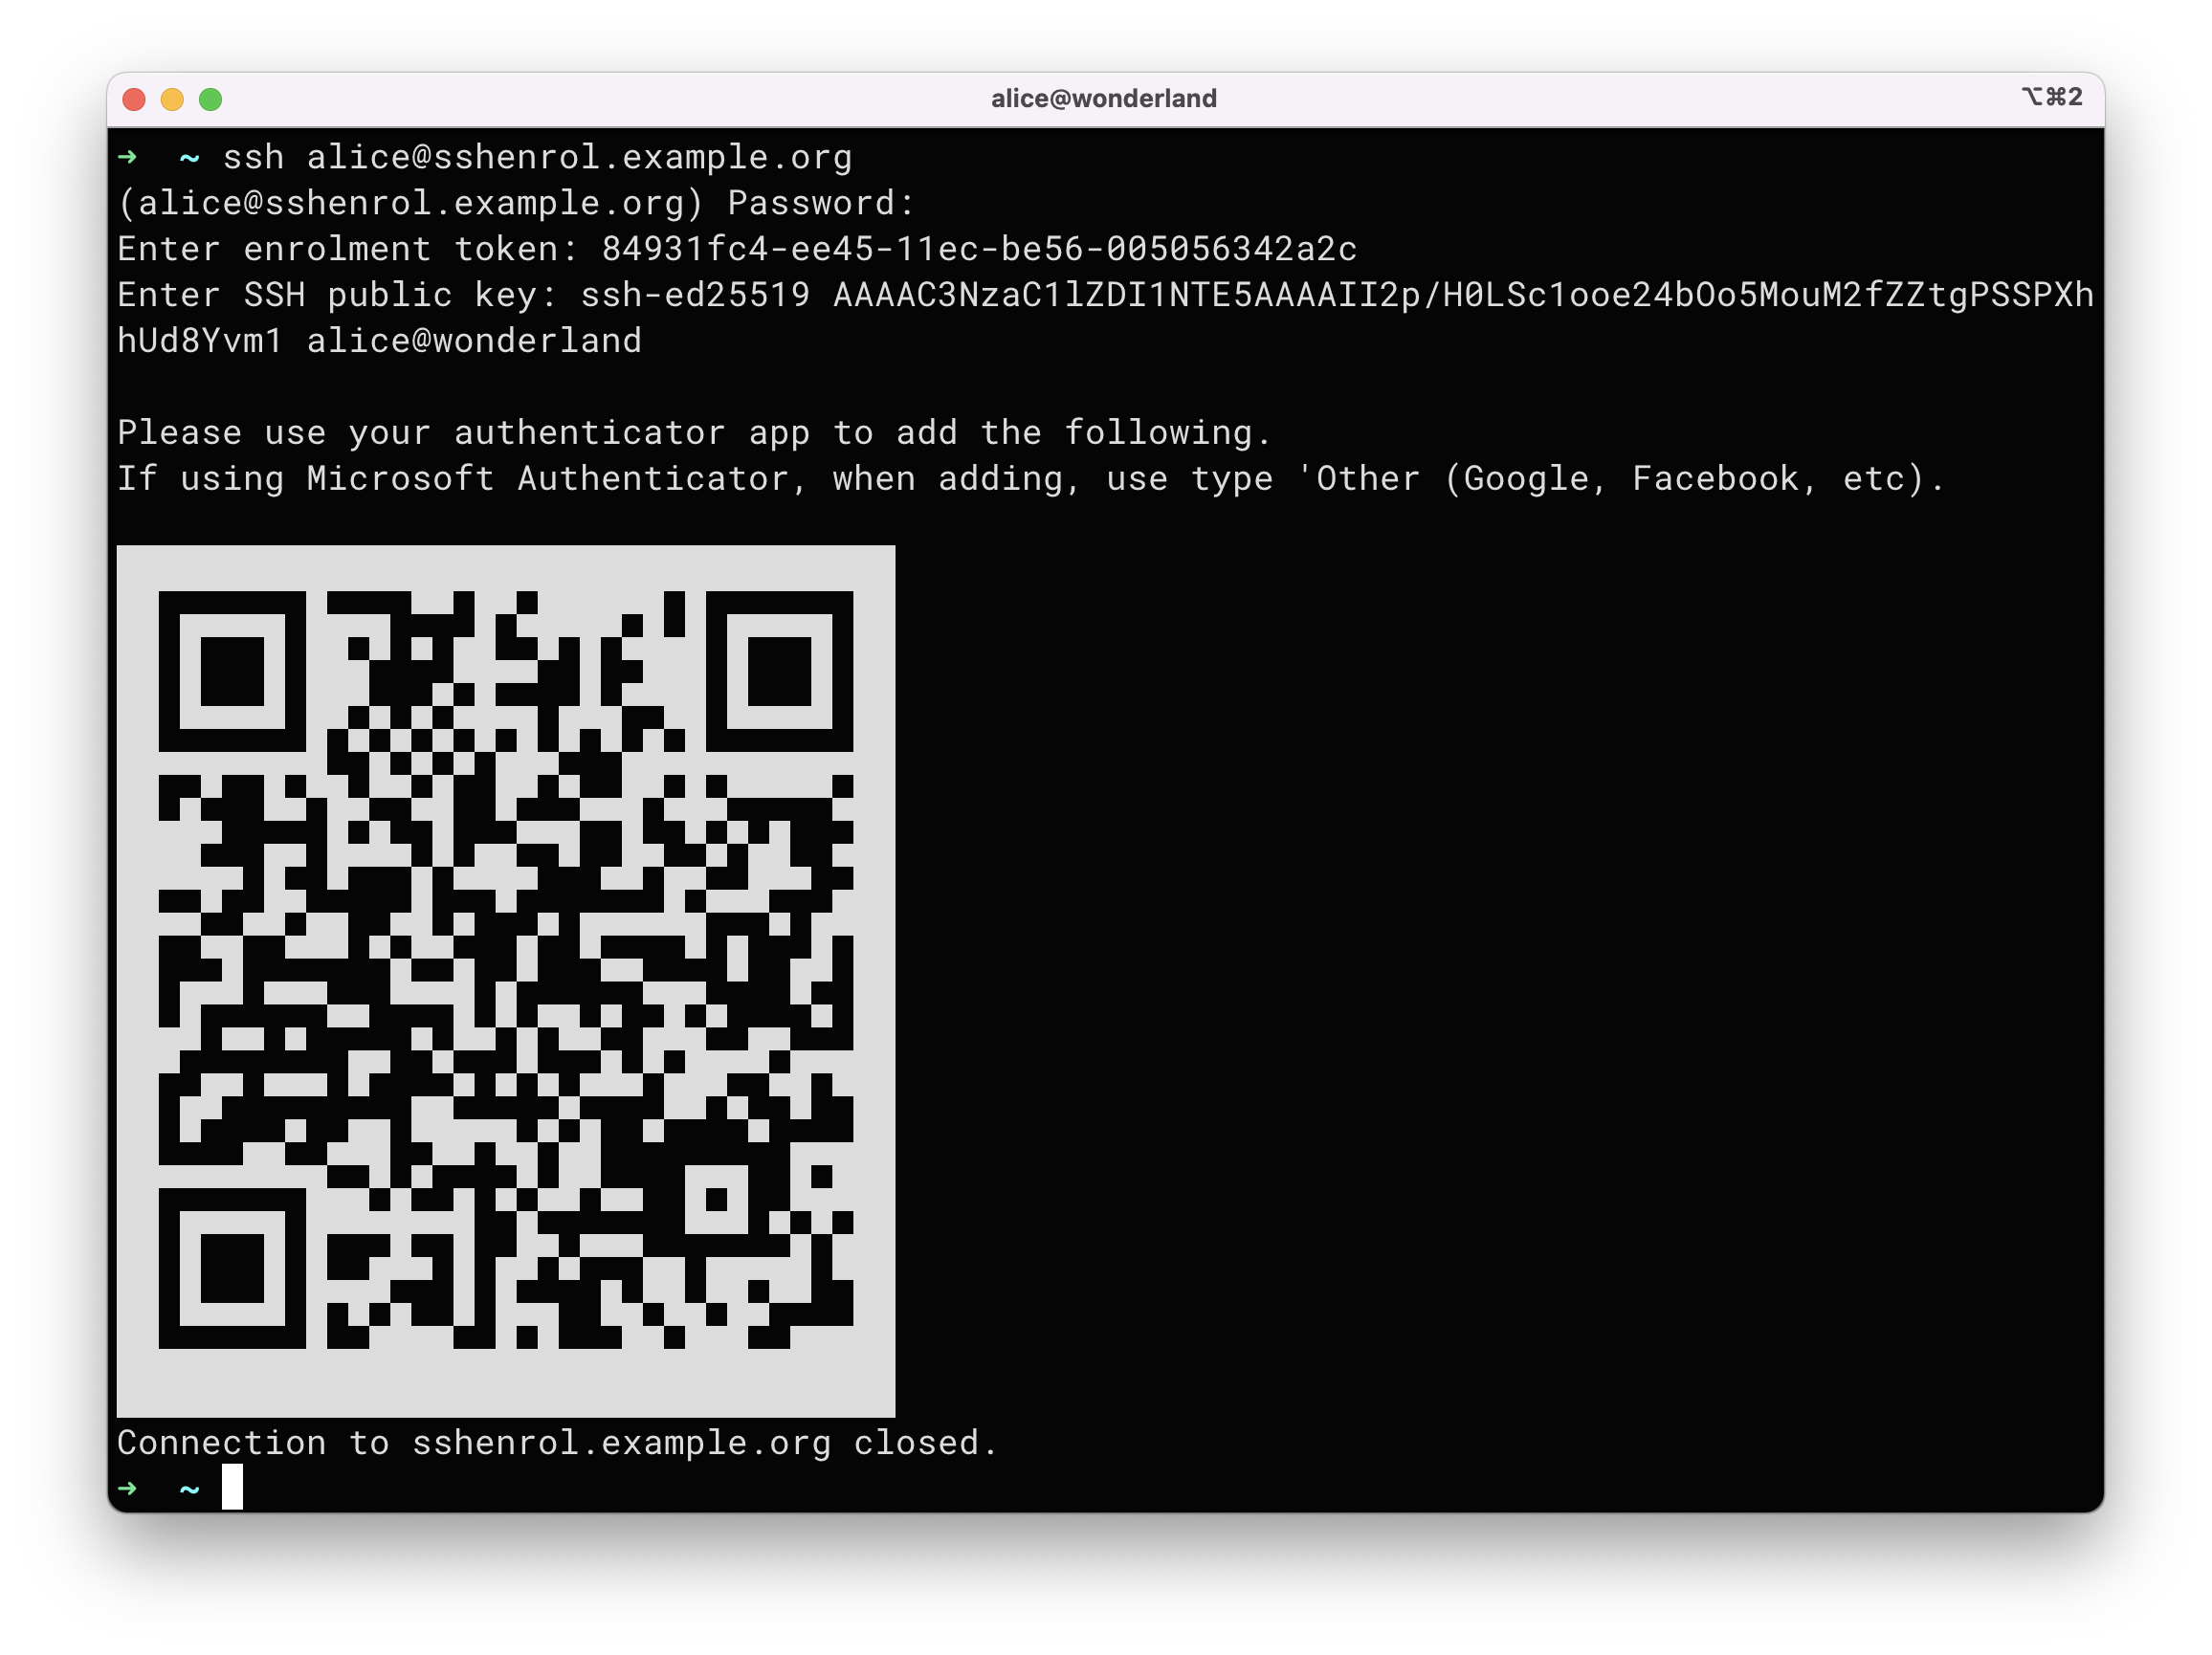 alice@wonderland
⌥⌘2
➜ ~ ssh alice@sshenrol.example.org
(alice@sshenrol.example.org) Password:
Enter enrolment token: 84931fc4-ee45-11ec-be56-005056342a2c
Enter SSH public key: ssh-ed25519 AAAAC3NzaC1lZDI1NTE5AAAAII2p/H0LSc1ooe24bOo5MouM2fZZtgPSSPXh
hUd8Yvm1 alice@wonderland
Please use your authenticator app to add the following.
If using Microsoft Authenticator, when adding, use type 'Other (Google, Facebook, etc).
Connection to sshenrol.example.org closed.
➜ ~